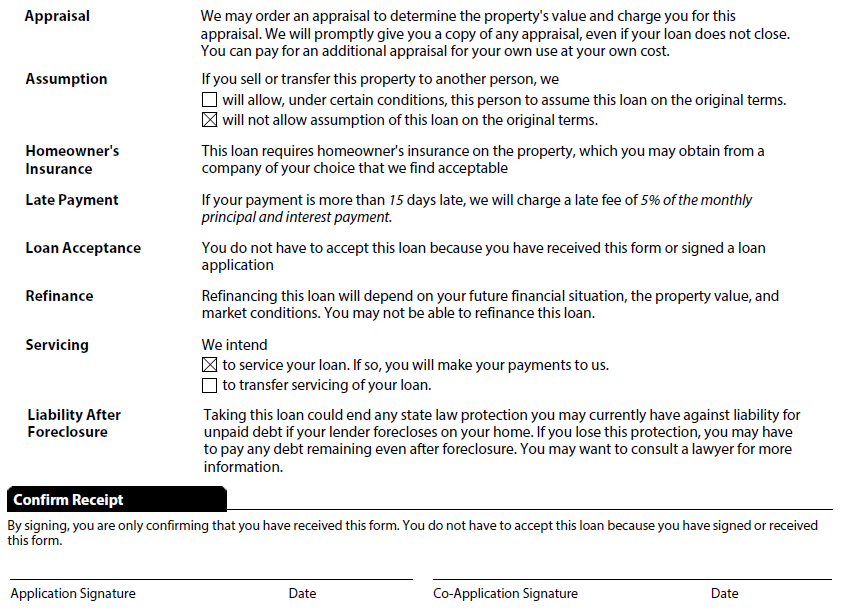 Appraisal We may order an appraisal to determine the property's value and charge you for this
appraisal. We will promptly give you a copy of any appraisal, even if your loan does not close.
You can pay for an additional appraisal for your own use at your own cost.
Assumption If you sell or transfer this property to another person, we
☐ will allow, under certain conditions, this person to assume this loan on the original terms.
☒ will not allow assumption of this loan on the original terms.
Homeowner's This loan requires homeowner's insurance on the property, which you may obtain from a
Insurance company of your choice that we find acceptable
Late Payment If your payment is more than 15 days late, we will charge a late fee of 5% of the monthly
principal and interest payment.
Loan Acceptance You do not have to accept this loan because you have received this form or signed a loan
application
Refinance Refinancing this loan will depend on your future financial situation, the property value, and
market conditions. You may not be able to refinance this loan.
Servicing We intend
☒ to service your loan. If so, you will make your payments to us.
☐ to transfer servicing of your loan.
Liability After Taking this loan could end any state law protection you may currently have against liability for
Foreclosure unpaid debt if your lender forecloses on your home. If you lose this protection, you may have
to pay any debt remaining even after foreclosure. You may want to consult a lawyer for more
information.
Confirm Receipt
By signing, you are only confirming that you have received this form. You do not have to accept this loan because you have signed or received
this form.
Application Signature Date Co-Application Signature Date